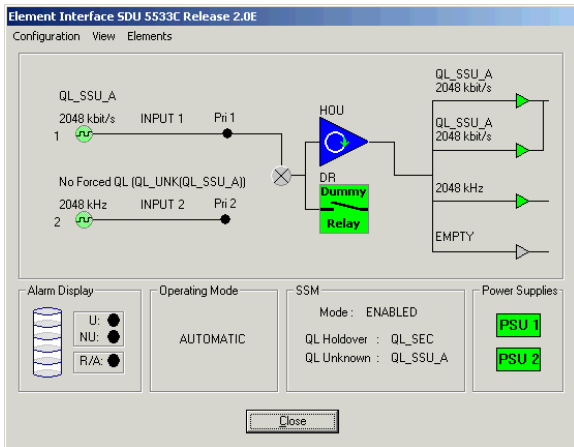 Element Interface SDU 5533C Release 2.0E
Configuration View Elements
QL_SSU_A
2048 kbit/s INPUT 1 Pri 1
1
No Forced QL (QL_UNK(QL_SSU_A))
2048 kHz INPUT 2 Pri 2
2
HOU
DR
Dummy
Relay
QL_SSU_A
2048 kbit/s
QL_SSU_A
2048 kbit/s
2048 kHz
EMPTY
Alarm Display
U:
NU:
R/A:
Operating Mode
AUTOMATIC
SSM
Mode : ENABLED
QL Holdover : QL_SEC
QL Unknown : QL_SSU_A
Power Supplies
PSU 1
PSU 2
Close